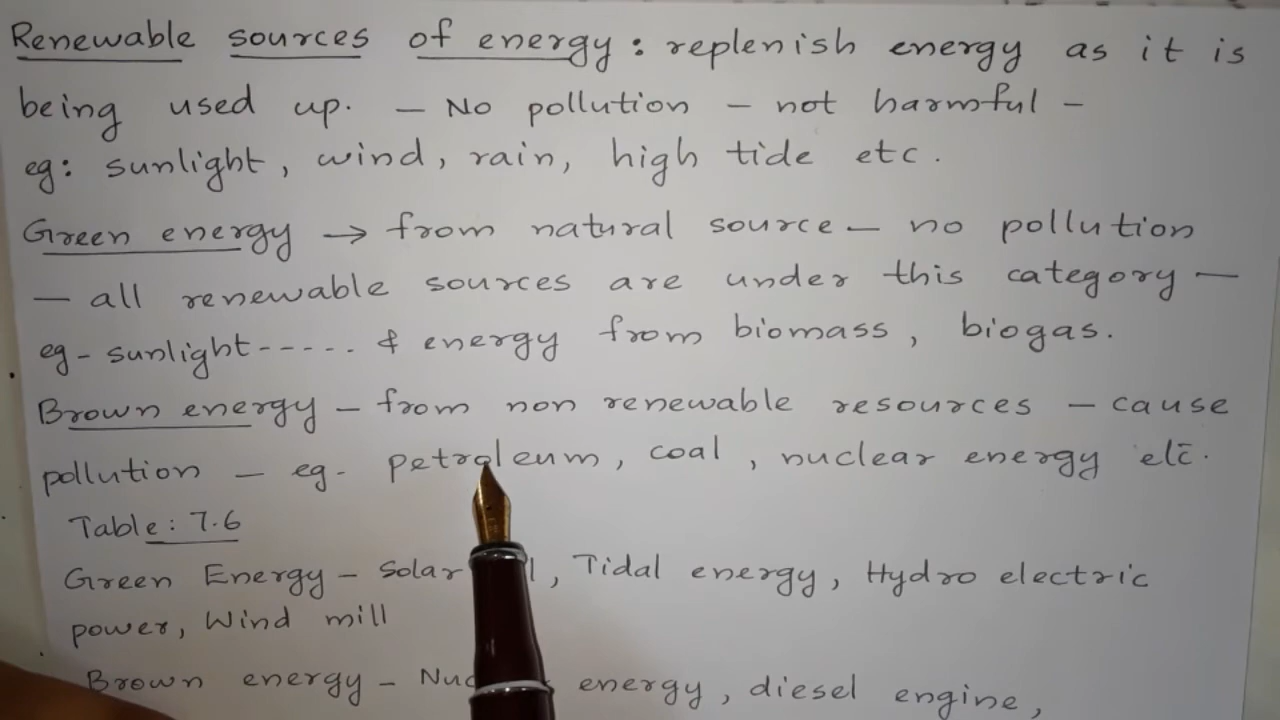 Renewable sources of energy : replenish energy as it is
being used up. - No pollution - not harmful -
eg: sunlight, wind, rain, high tide etc.
Green energy → from natural source - no pollution
- all renewable sources are under this category -
eg - sunlight ----- & energy from biomass, biogas.
Brown energy - from non renewable resources - cause
pollution - eg. petroleum, coal, nuclear energy etc.
Table : 7.6
Green Energy - Solar , Tidal energy, Hydro electric
power, Wind mill
Brown energy - energy, diesel engine,